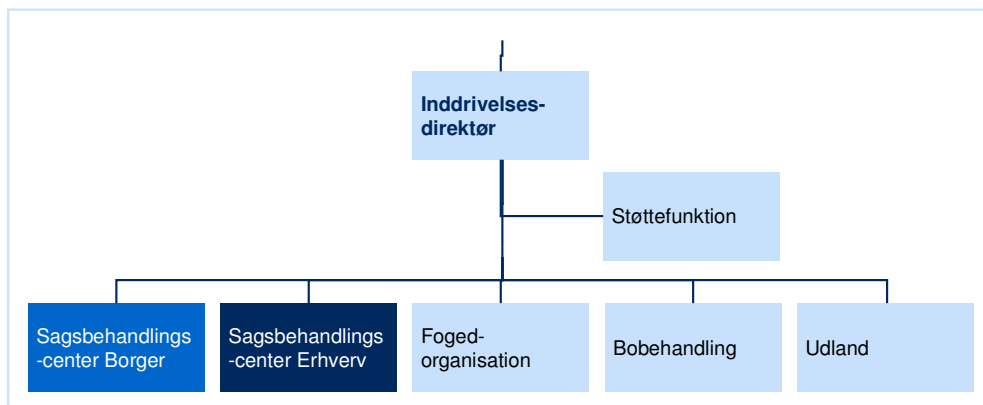 Inddrivelses-
direktør
Støttefunktion
Sagsbehandlings
-center Borger
Sagsbehandlings
-center Erhverv
Foged-
organisation
Bobehandling
Udland